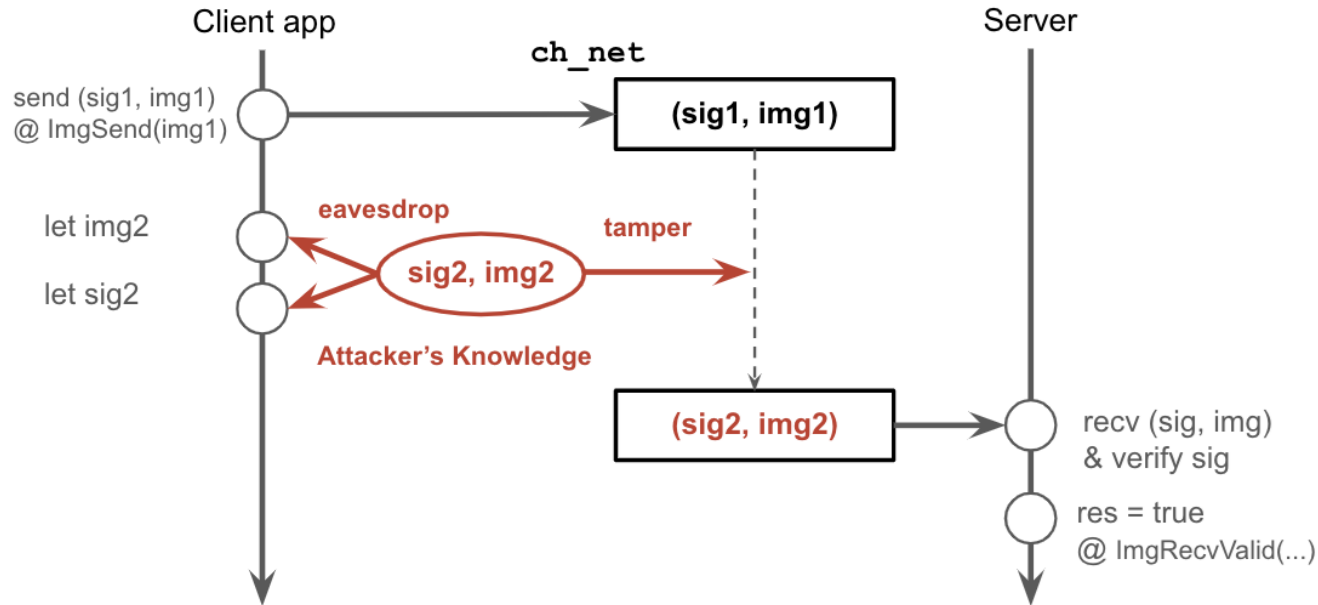 Client app
Server
ch_net
send (sig1, img1)
@ ImgSend(img1)
(sig1, img1)
let img2
eavesdrop
tamper
sig2, img2
let sig2
Attacker's Knowledge
(sig2, img2)
recv (sig, img)
& verify sig
res = true
@ ImgRecvValid(...)